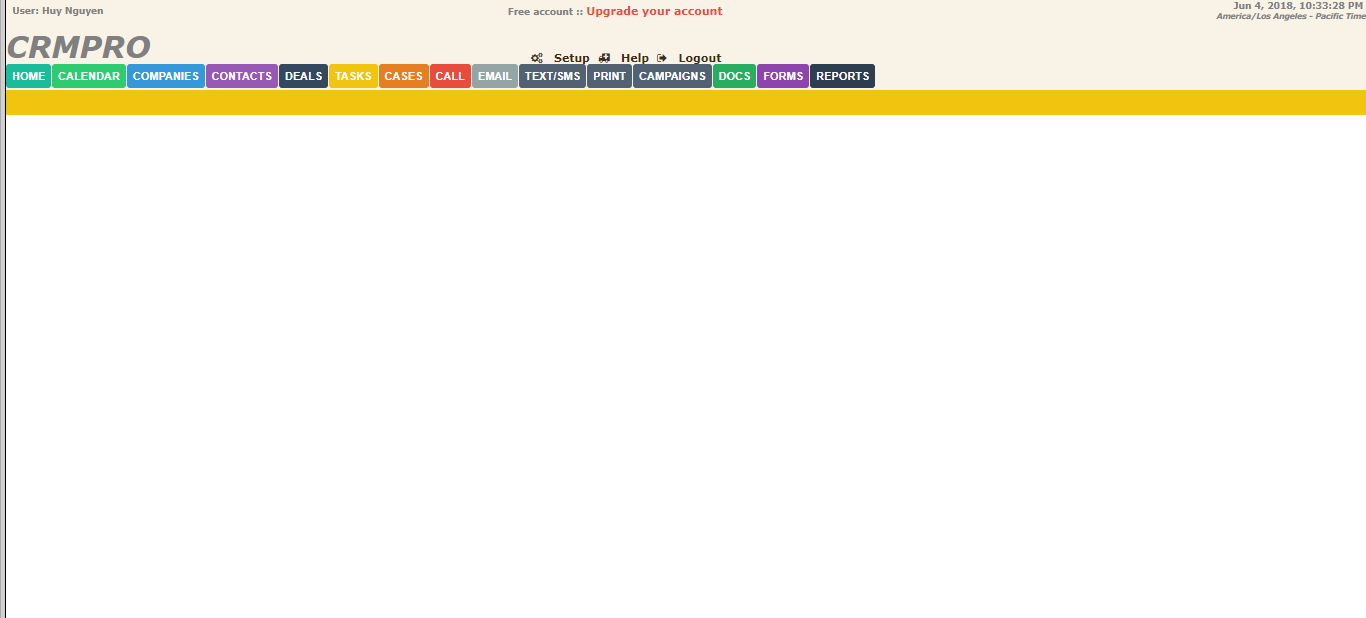 User: Huy Nguyen
Free account :: Upgrade your account
Jun 4, 2018, 10:33:28 PM
America/Los Angeles - Pacific Time
CRMPRO
Setup Help Logout
HOME CALENDAR COMPANIES CONTACTS DEALS TASKS CASES CALL EMAIL TEXT/SMS PRINT CAMPAIGNS DOCS FORMS REPORTS